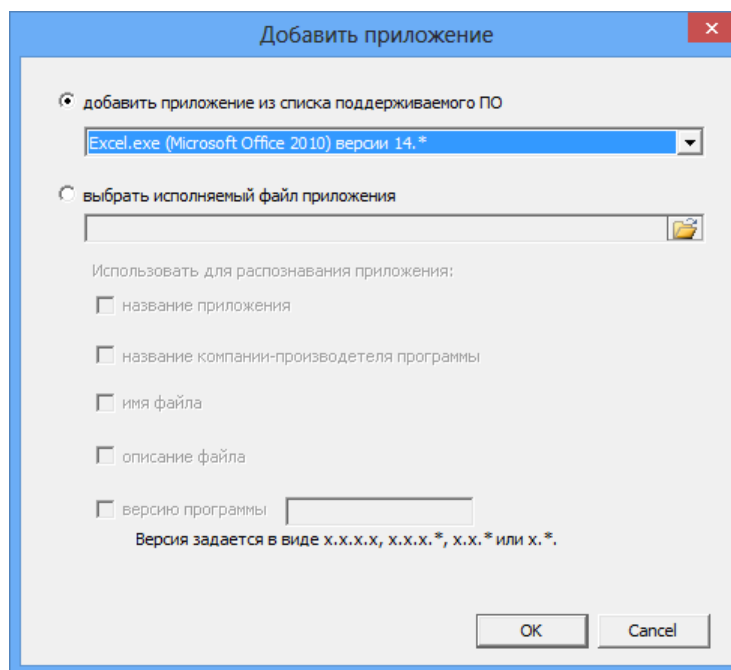 Добавить приложение
добавить приложение из списка поддерживаемого ПО
Excel.exe (Microsoft Office 2010) версии 14.*
выбрать исполняемый файл приложения
Использовать для распознавания приложения:
название приложения
название компании-производетеля программы
имя файла
описание файла
версию программы
Версия задается в виде x.x.x.x, x.x.x.*, x.x.* или x.*.
OK
Cancel